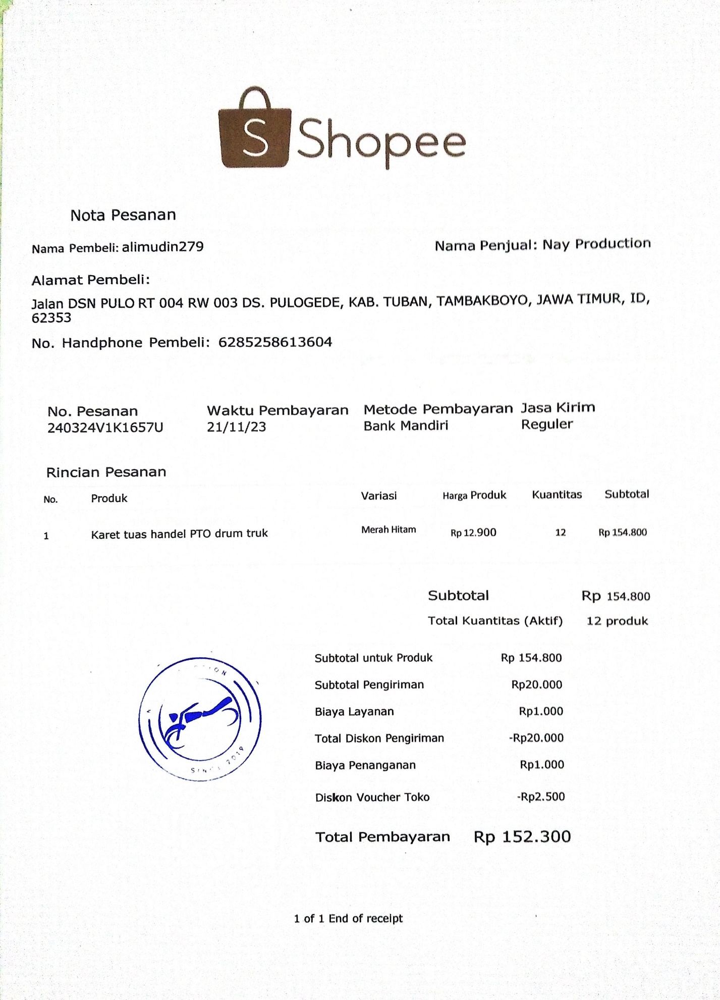 S Shopee
Nota Pesanan
Nama Pembeli: alimudin279
Nama Penjual: Nay Production
Alamat Pembeli:
Jalan DSN PULO RT 004 RW 003 DS. PULOGEDE, KAB. TUBAN, TAMBAKBOYO, JAWA TIMUR, ID,
62353
No. Handphone Pembeli: 6285258613604
No. Pesanan Waktu Pembayaran Metode Pembayaran Jasa Kirim
240324V1K1657U 21/11/23 Bank Mandiri Reguler
Rincian Pesanan
No. Produk Variasi Harga Produk Kuantitas Subtotal
1 Karet tuas handel PTO drum truk Merah Hitam Rp 12.900 12 Rp 154.800
Subtotal Rp 154.800
Total Kuantitas (Aktif) 12 produk
Subtotal untuk Produk Rp 154.800
Subtotal Pengiriman Rp20.000
Biaya Layanan Rp1.000
Total Diskon Pengiriman -Rp20.000
Biaya Penanganan Rp1.000
Diskon Voucher Toko -Rp2.500
Total Pembayaran Rp 152.300
2019
1 of 1 End of receipt